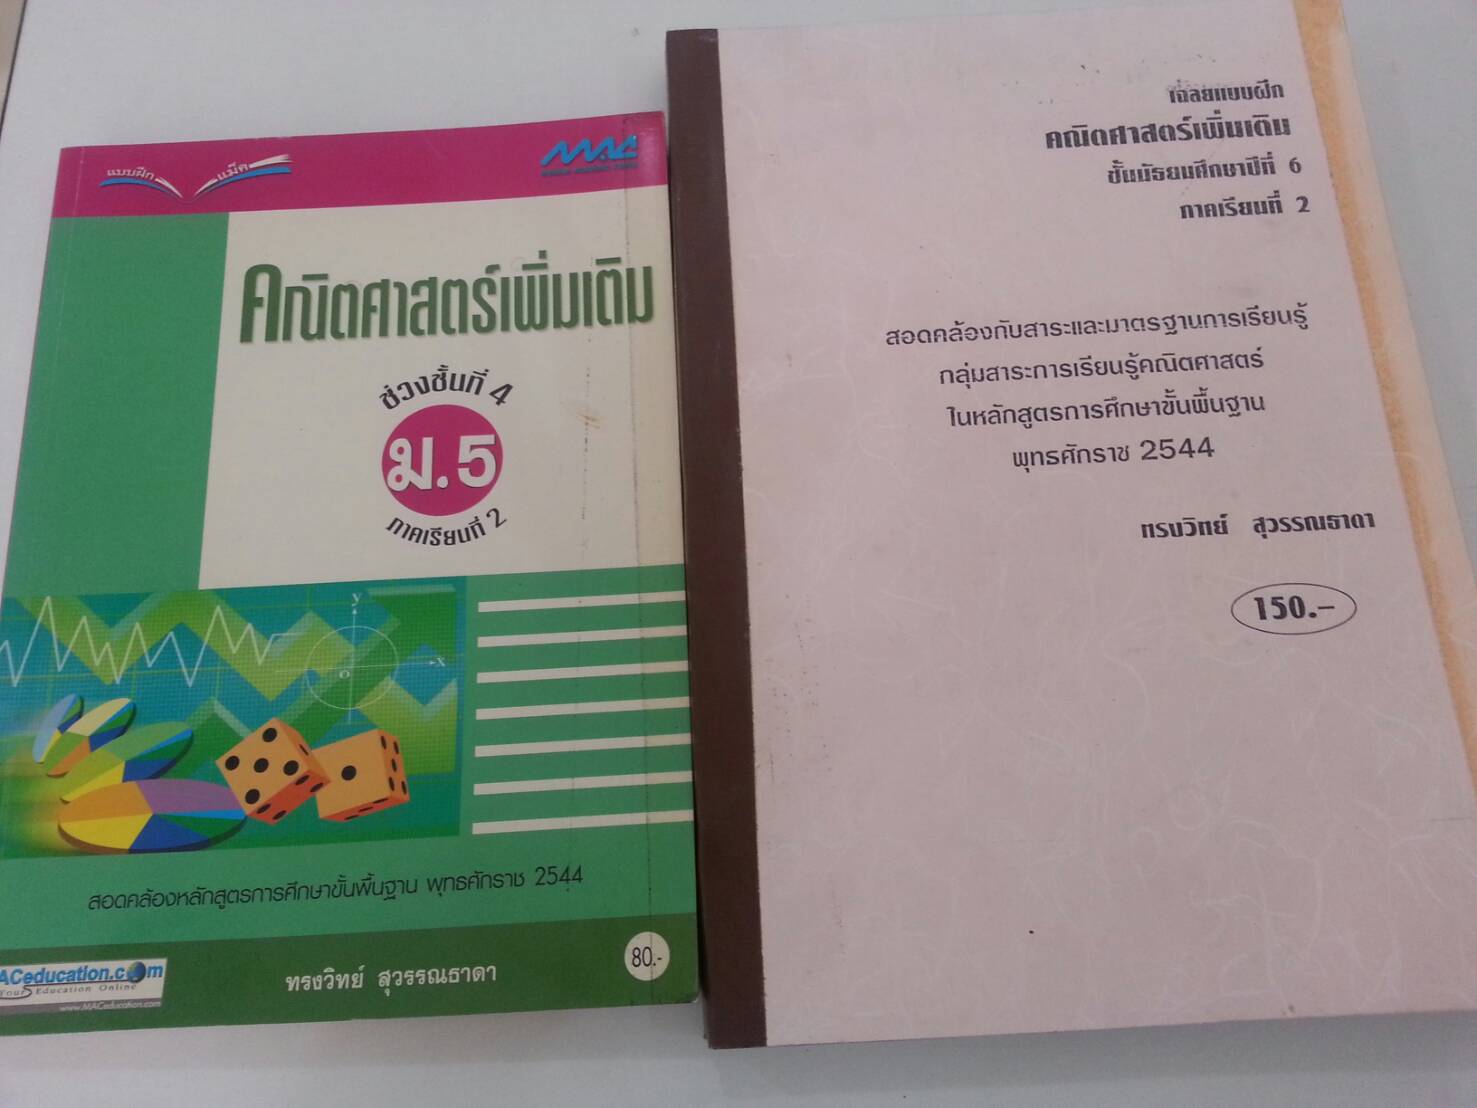 แบบฝึก แม็ค
MAC
คณิตศาสตร์เพิ่มเติม
ช่วงชั้นที่ 4
ม.5
ภาคเรียนที่ 2
y
x
o
สอดคล้องหลักสูตรการศึกษาขั้นพื้นฐาน พุทธศักราช 2544
ACeducation.com
Your Education Online
www.MACeducation.com
ทรงวิทย์ สุวรรณธาดา
80.-
เฉลยแบบฝึก
คณิตศาสตร์เพิ่มเติม
ชั้นมัธยมศึกษาปีที่ 6
ภาคเรียนที่ 2
สอดคล้องกับสาระและมาตรฐานการเรียนรู้
กลุ่มสาระการเรียนรู้คณิตศาสตร์
ในหลักสูตรการศึกษาขั้นพื้นฐาน
พุทธศักราช 2544
ทรงวิทย์ สุวรรณธาดา
150.-